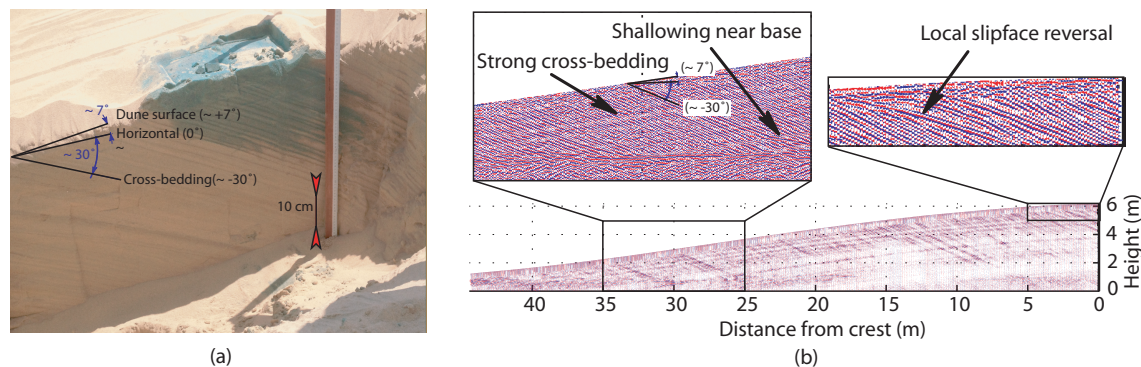 ~ 7˚
Dune surface (~ +7˚)
Horizontal (0˚)
~
~ 30˚
Cross-bedding(~ -30˚)
10 cm
(a)
Shallowing near base
Strong cross-bedding
(~ 7˚)
(~ -30˚)
Local slipface reversal
6
4
2
0
Height (m)
40
35
30
25
20
15
10
5
0
Distance from crest (m)
(b)